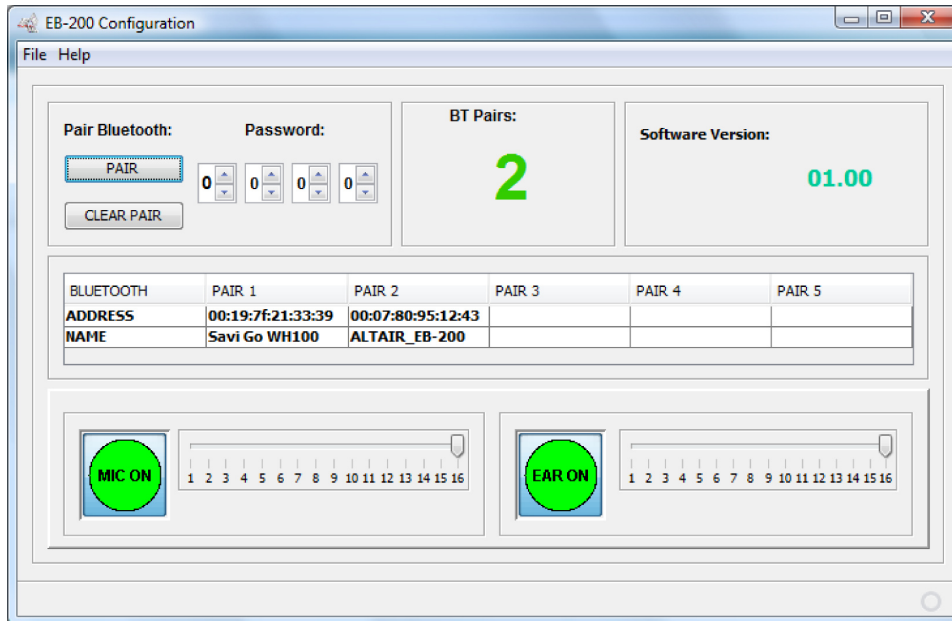 EB-200 Configuration
File Help
Pair Bluetooth: Password:
PAIR
0 0 0 0
CLEAR PAIR
BT Pairs:
2
Software Version:
01.00
BLUETOOTH PAIR 1 PAIR 2 PAIR 3 PAIR 4 PAIR 5
ADDRESS 00:19:7f:21:33:39 00:07:80:95:12:43
NAME Savi Go WH100 ALTAIR_EB-200
MIC ON
1 2 3 4 5 6 7 8 9 10 11 12 13 14 15 16
EAR ON
1 2 3 4 5 6 7 8 9 10 11 12 13 14 15 16